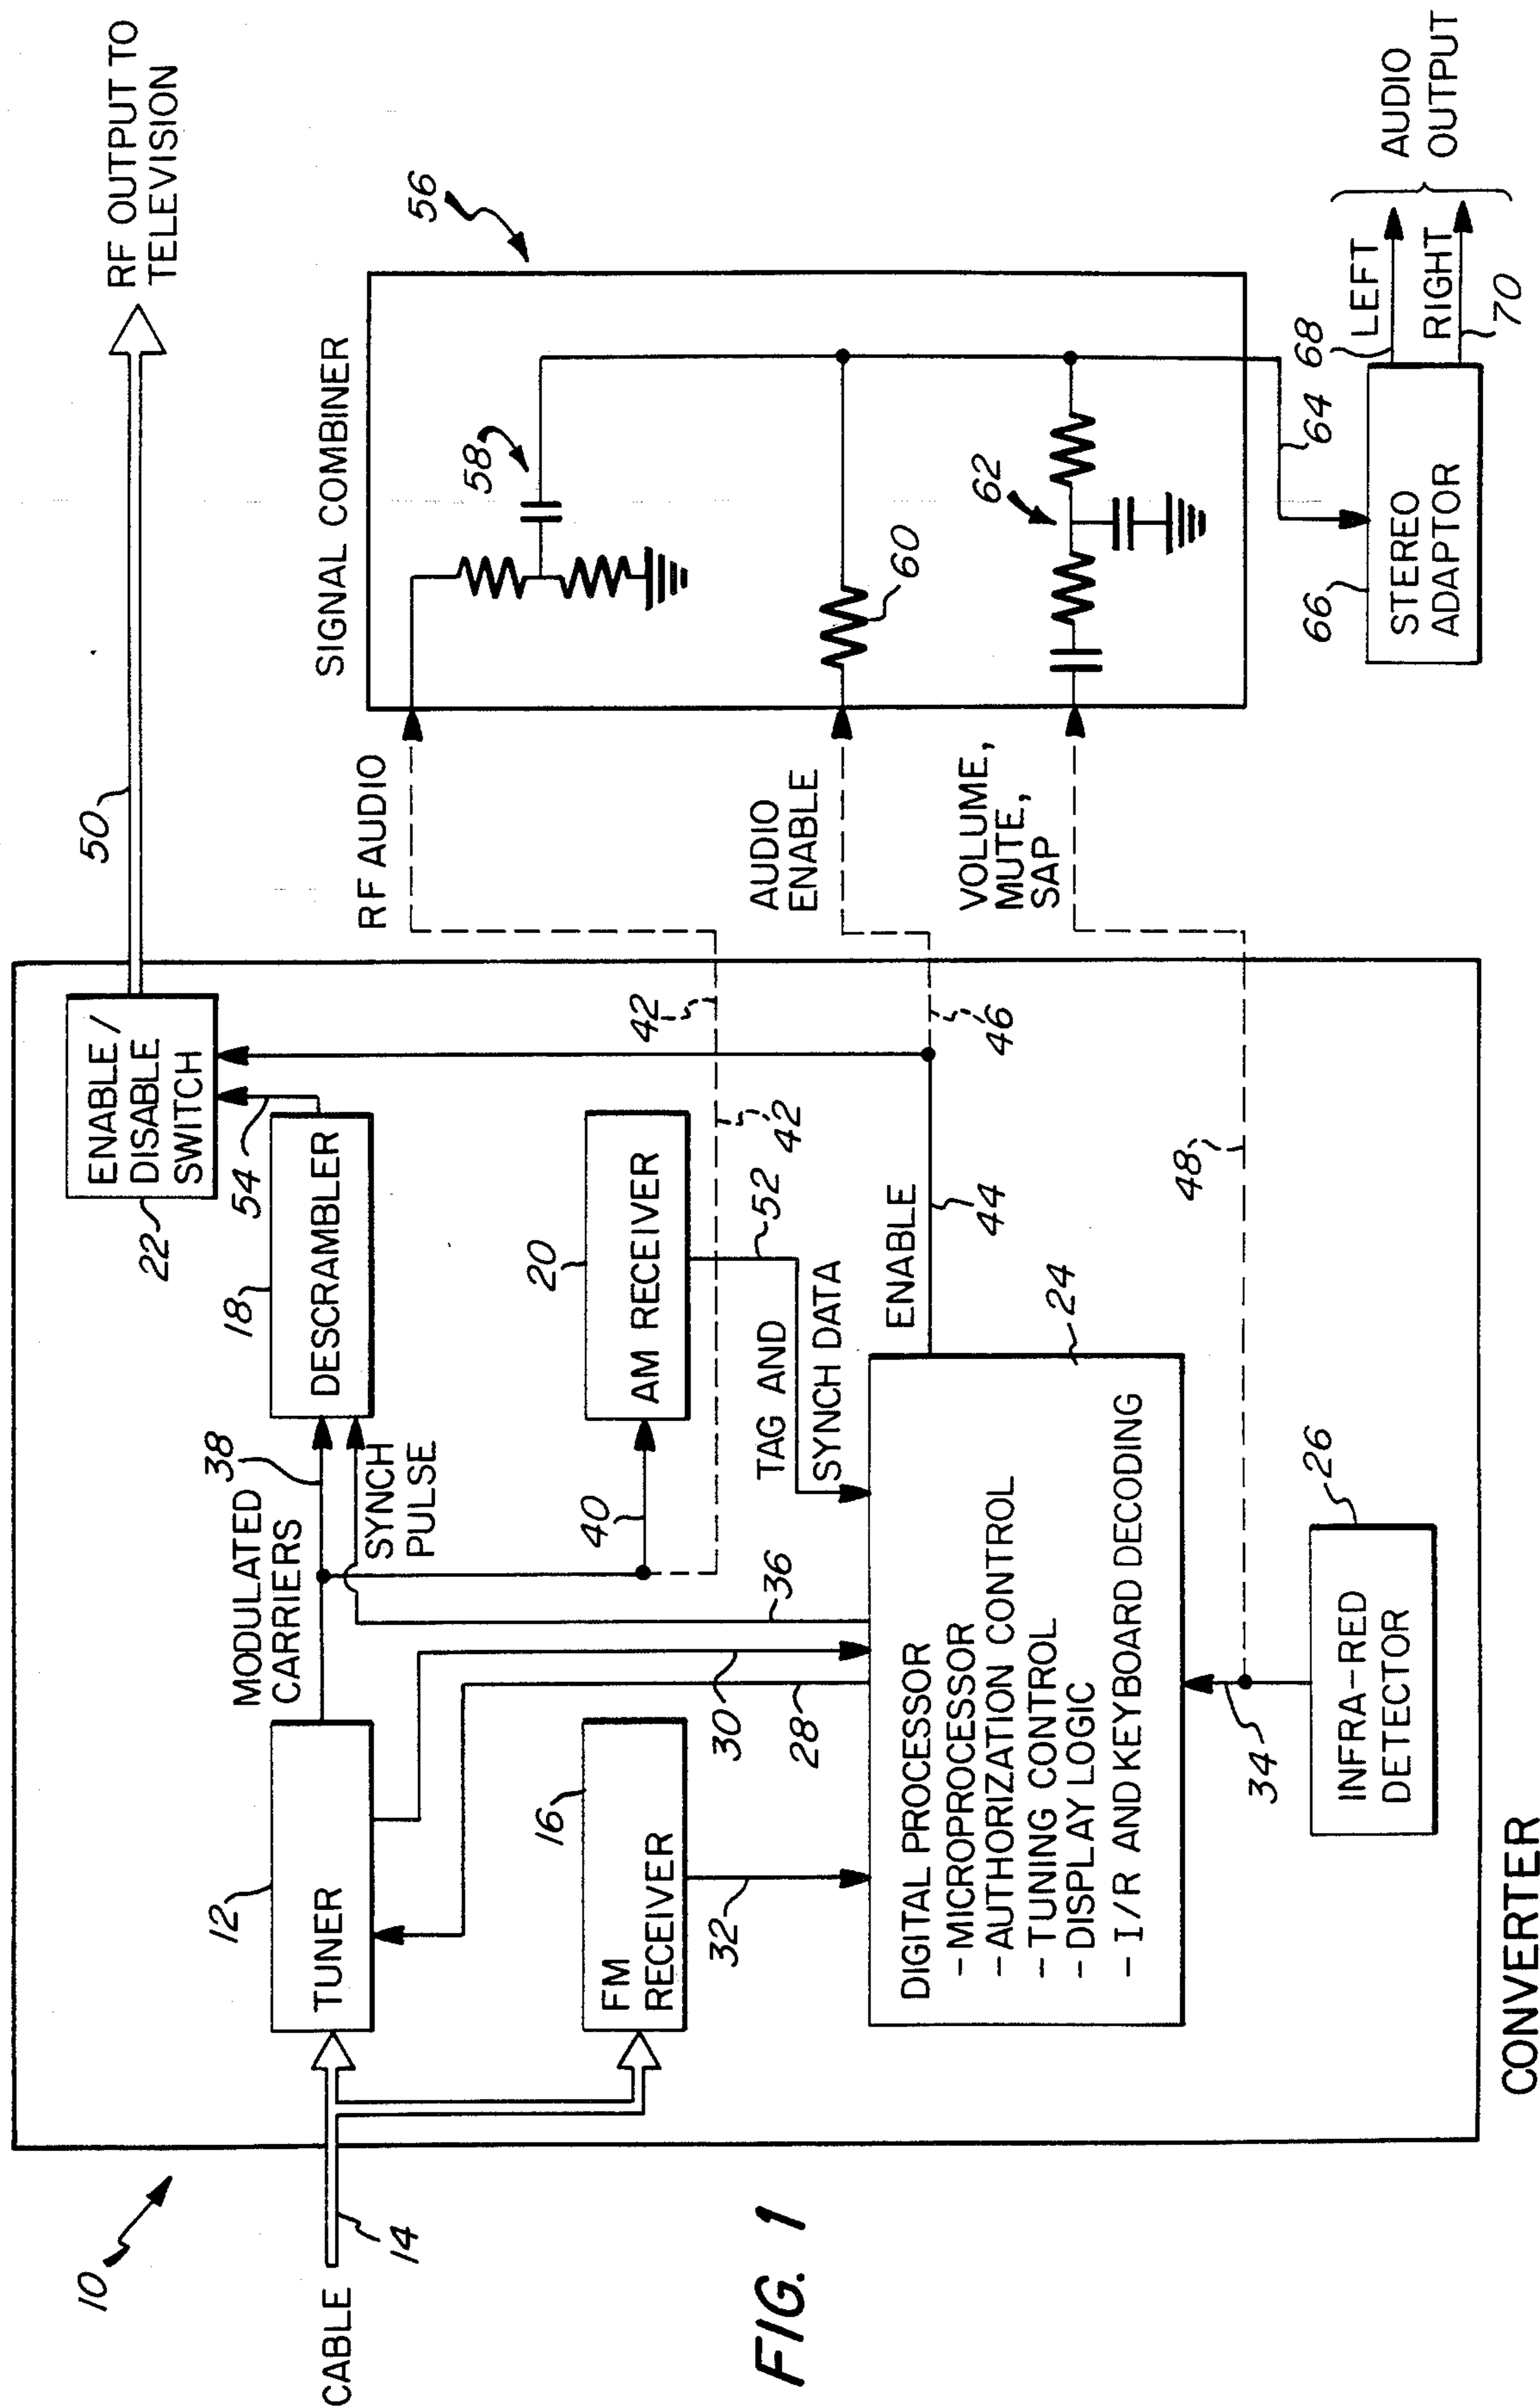 10
CABLE
14
12
TUNER
16
FM
RECEIVER
32
MODULATED
CARRIERS
38
SYNCH
PULSE
30
28
36
40
18
DESCRAMBLER
54
22
ENABLE /
DISABLE
SWITCH
20
AM RECEIVER
52
42
42
TAG AND
SYNCH DATA
ENABLE
44
46
24
DIGITAL PROCESSOR
- MICROPROCESSOR
- AUTHORIZATION CONTROL
- TUNING CONTROL
- DISPLAY LOGIC
- I/R AND KEYBOARD DECODING
34
48
26
INFRA-RED
DETECTOR
CONVERTER
50
RF OUTPUT TO
TELEVISION
RF AUDIO
AUDIO
ENABLE
VOLUME,
MUTE,
SAP
SIGNAL COMBINER
56
58
60
62
64
66
STEREO
ADAPTOR
68
LEFT
RIGHT
70
AUDIO
OUTPUT
FIG. 1